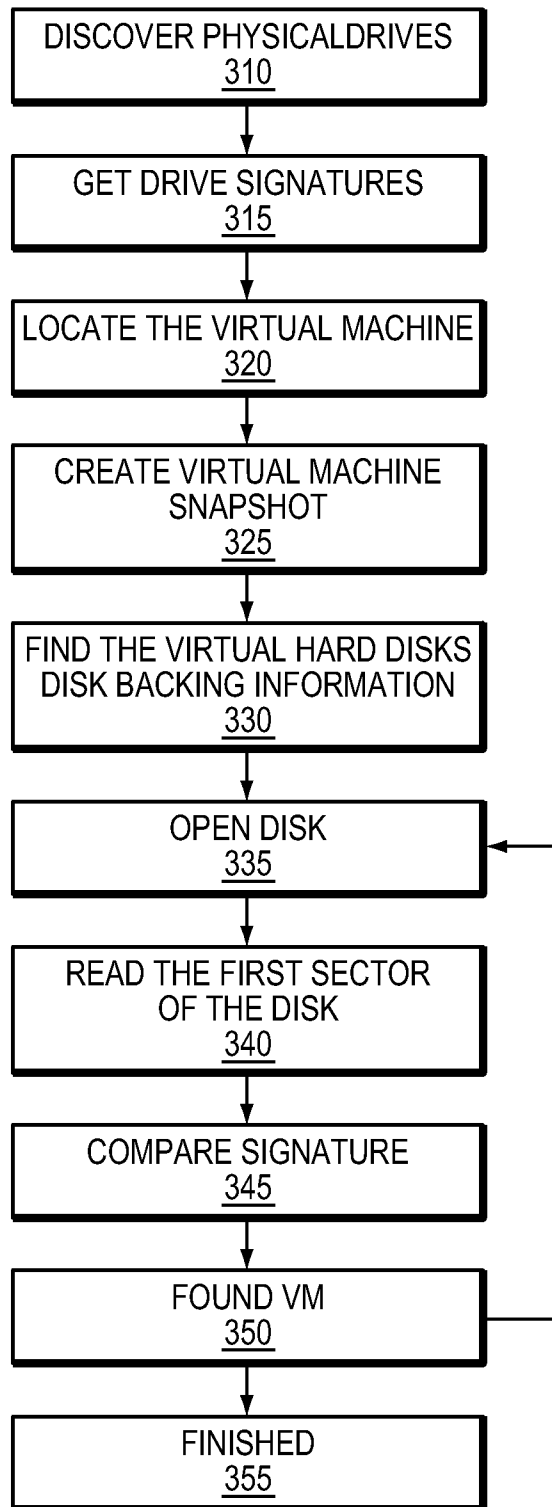 DISCOVER PHYSICALDRIVES
310
GET DRIVE SIGNATURES
315
LOCATE THE VIRTUAL MACHINE
320
CREATE VIRTUAL MACHINE
SNAPSHOT
325
FIND THE VIRTUAL HARD DISKS
DISK BACKING INFORMATION
330
OPEN DISK
335
READ THE FIRST SECTOR
OF THE DISK
340
COMPARE SIGNATURE
345
FOUND VM
350
FINISHED
355